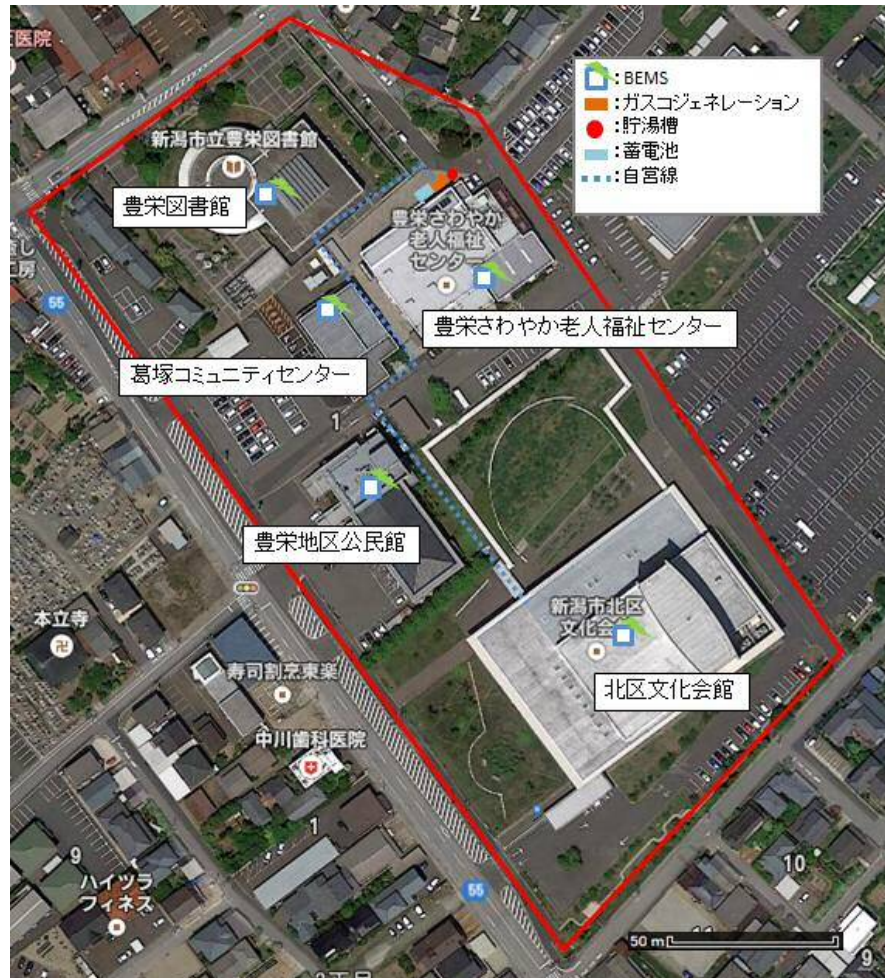 医院
2
: BEMS
: ガスコジェネレーション
: 貯湯槽
: 蓄電池
: 自営線
新潟市立豊栄図書館
豊栄図書館
豊栄さわやか
老人福祉
センター
豊栄さわやか老人福祉センター
55
葛塚コミュニティセンター
1
豊栄地区公民館
本立寺
卍
新潟市北区
文化会
北区文化会館
寿司割烹東楽
中川歯科医院
1
9
ハイツラ
フィネス
55
10
50 m
9